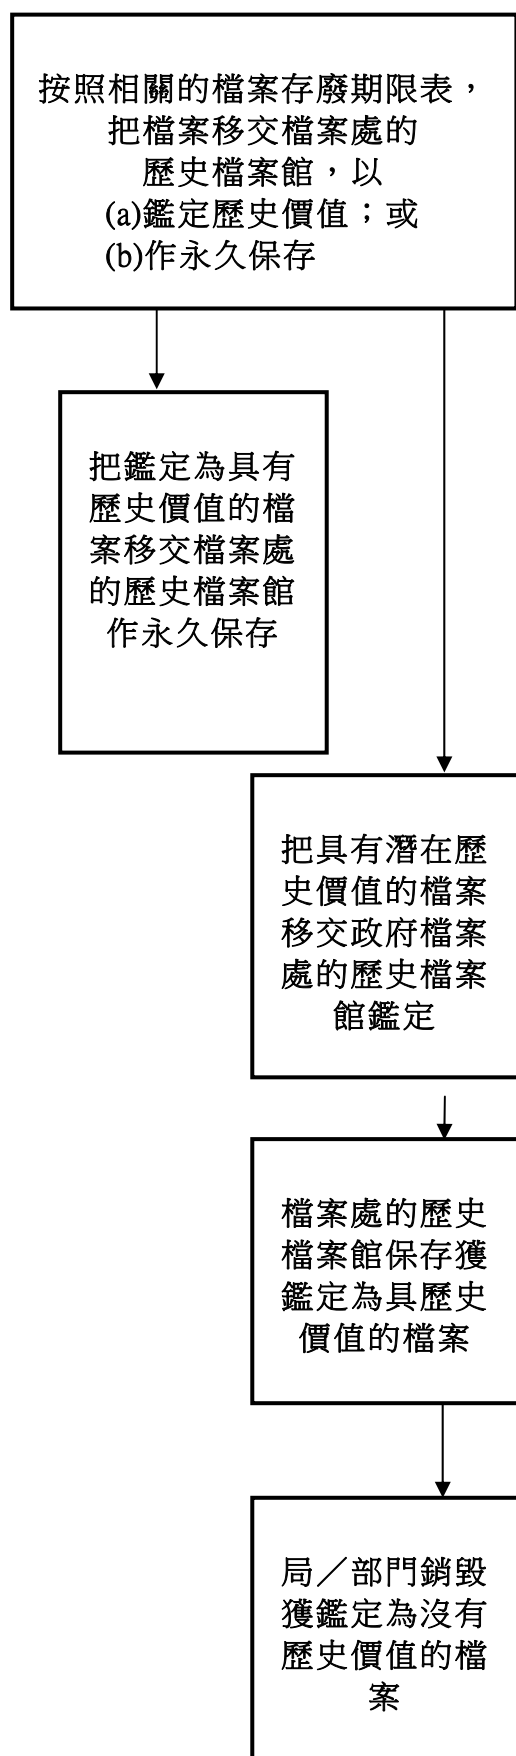 按照相關的檔案存廢期限表，
把檔案移交檔案處的
歷史檔案館，以
(a)鑑定歷史價值；或
(b)作永久保存
把鑑定為具有
歷史價值的檔
案移交檔案處
的歷史檔案館
作永久保存
把具有潛在歷
史價值的檔案
移交政府檔案
處的歷史檔案
館鑑定
檔案處的歷史
檔案館保存獲
鑑定為具歷史
價值的檔案
局／部門銷毀
獲鑑定為沒有
歷史價值的檔
案